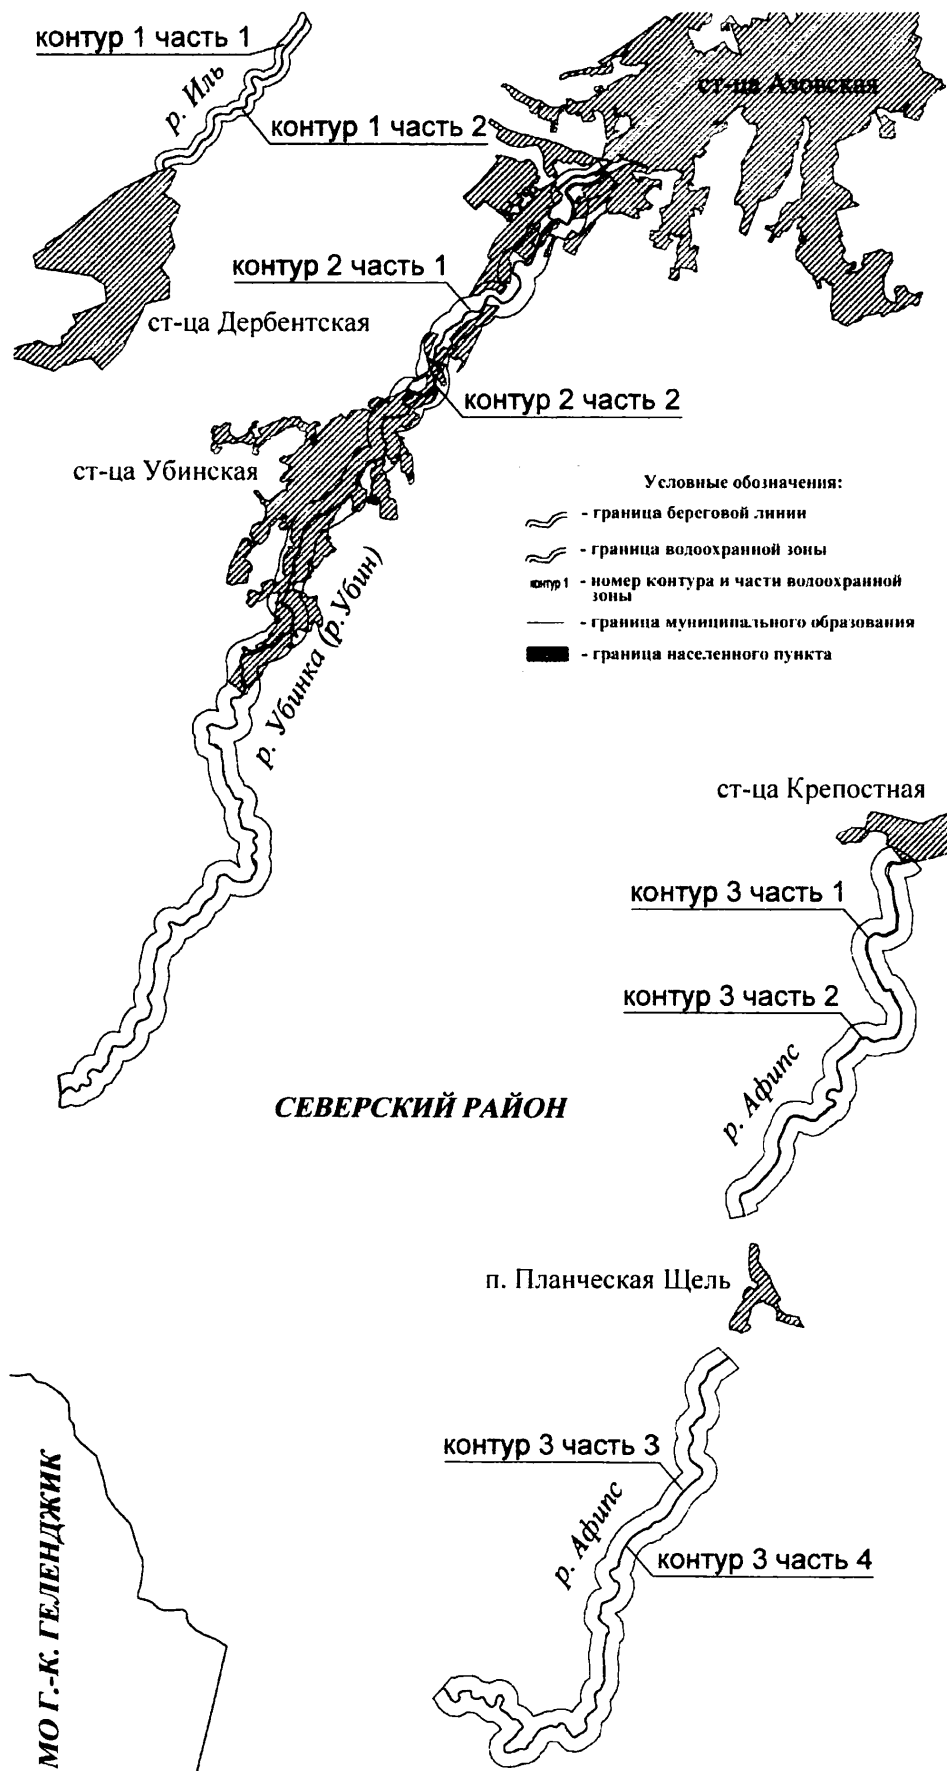 контур 1 часть 1
р. Иль
ст-ца Азовская
контур 1 часть 2
контур 2 часть 1
ст-ца Дербентская
контур 2 часть 2
ст-ца Убинская
Условные обозначения:
- граница береговой линии
- граница водоохранной зоны
контур 1 - номер контура и части водоохранной
зоны
- граница муниципального образования
- граница населенного пункта
р. Убинка (р. Убин)
ст-ца Крепостная
контур 3 часть 1
контур 3 часть 2
р. Афипс
СЕВЕРСКИЙ РАЙОН
п. Планческая Щель
контур 3 часть 3
р. Афипс
контур 3 часть 4
МО Г.-К. ГЕЛЕНДЖИК